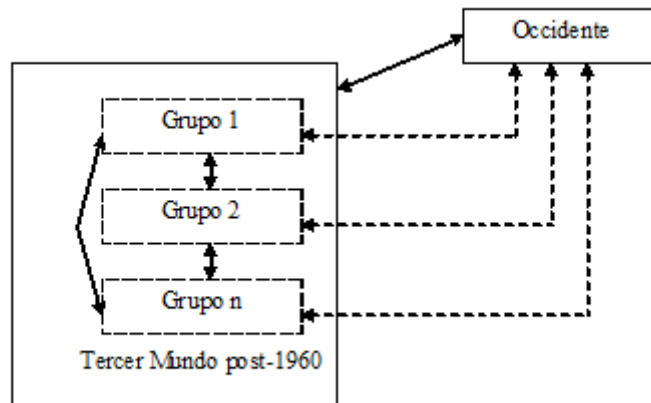 Occidente
Grupo 1
Grupo 2
Grupo n
Tercer Mundo post-1960